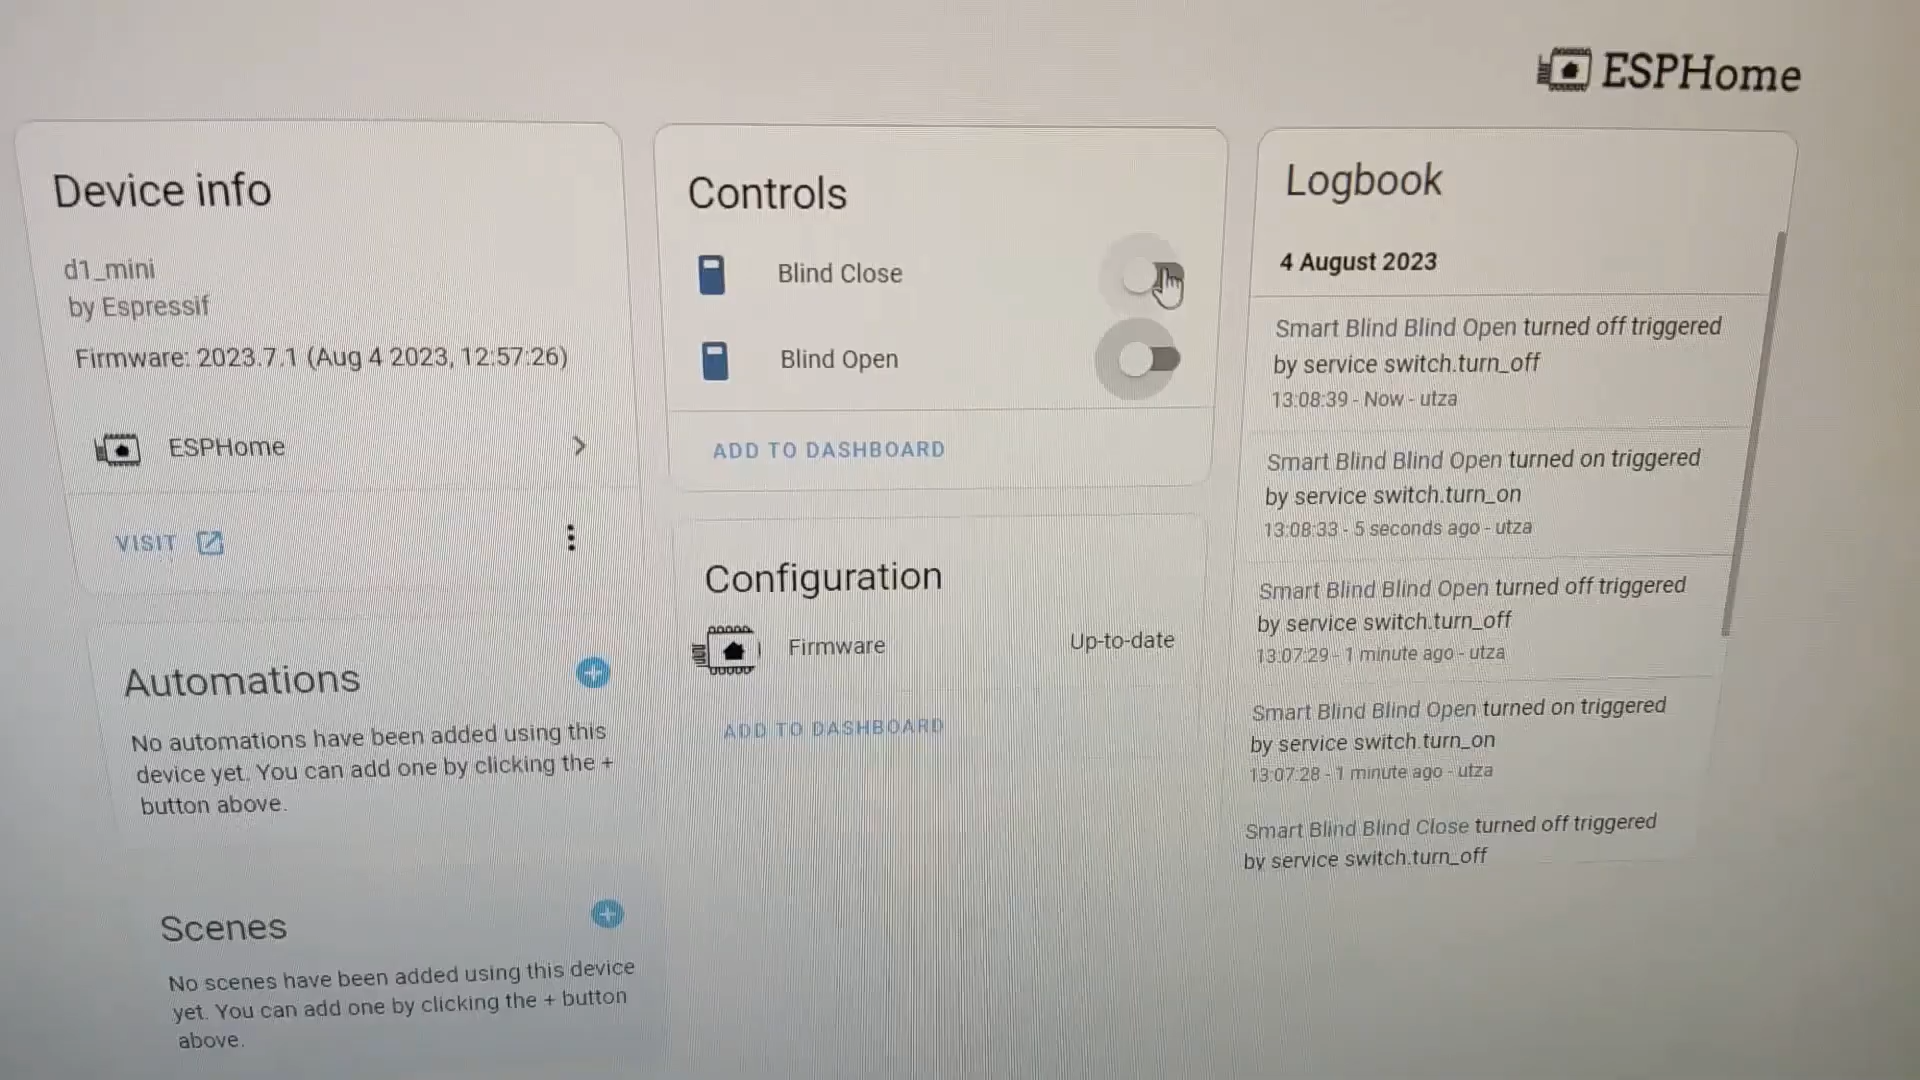 ESPHome
Device info
d1_mini
by Espressif
Firmware: 2023.7.1 (Aug 4 2023, 12:57:26)
ESPHome
VISIT
Automations
No automations have been added using this
device yet. You can add one by clicking the +
button above.
Scenes
No scenes have been added using this device
yet. You can add one by clicking the + button
above.
Controls
Blind Close
Blind Open
ADD TO DASHBOARD
Configuration
Firmware
Up-to-date
ADD TO DASHBOARD
Logbook
4 August 2023
Smart Blind Blind Open turned off triggered
by service switch.turn_off
13:08:39 - Now - utza
Smart Blind Blind Open turned on triggered
by service switch.turn_on
13:08:33 - 5 seconds ago - utza
Smart Blind Blind Open turned off triggered
by service switch.turn_off
13:07:29 - 1 minute ago - utza
Smart Blind Blind Open turned on triggered
by service switch.turn_on
13:07:28 - 1 minute ago - utza
Smart Blind Blind Close turned off triggered
by service switch.turn_off